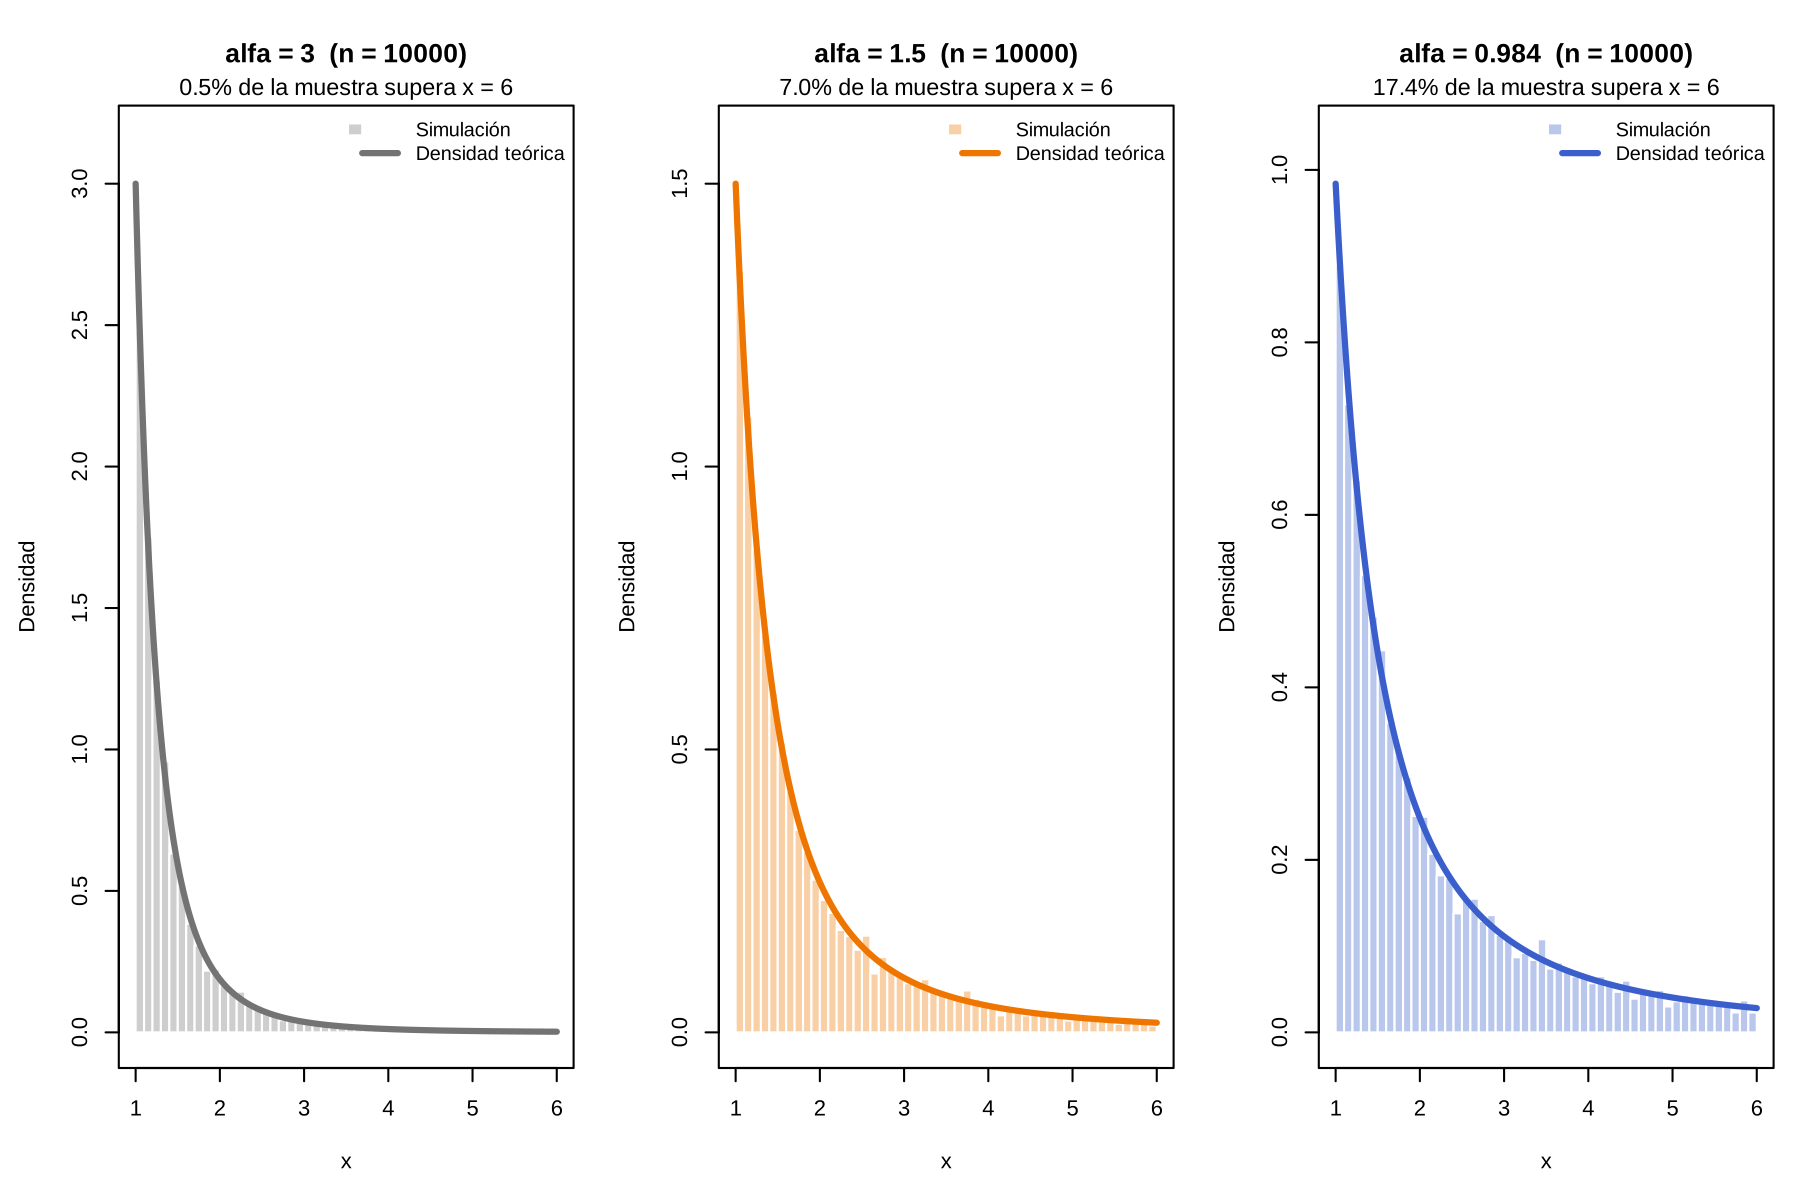 alfa = 3  (n = 10000)
0.5% de la muestra supera x = 6
Simulación
Densidad teórica
3.0
2.5
2.0
1.5
1.0
0.5
0.0
Densidad
1 2 3 4 5 6
x
alfa = 1.5  (n = 10000)
7.0% de la muestra supera x = 6
Simulación
Densidad teórica
1.5
1.0
0.5
0.0
Densidad
1 2 3 4 5 6
x
alfa = 0.984  (n = 10000)
17.4% de la muestra supera x = 6
Simulación
Densidad teórica
1.0
0.8
0.6
0.4
0.2
0.0
Densidad
1 2 3 4 5 6
x